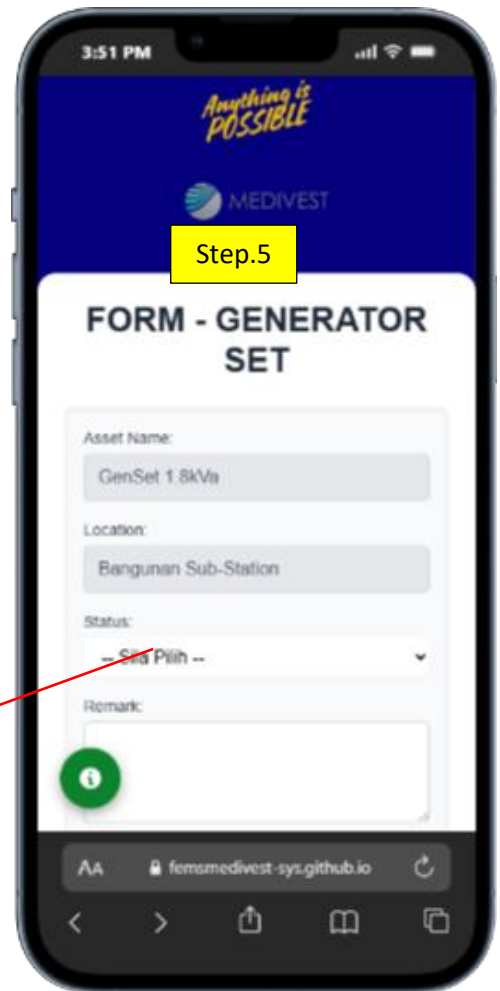 3:51 PM
Anything is
POSSIBLE
MEDIVEST
Step.5
FORM - GENERATOR
SET
Asset Name:
GenSet 1.8kVa
Location:
Bangunan Sub-Station
Status:
-- Sila Pilih --
Remark:
AA femsmedivest-sys.github.io